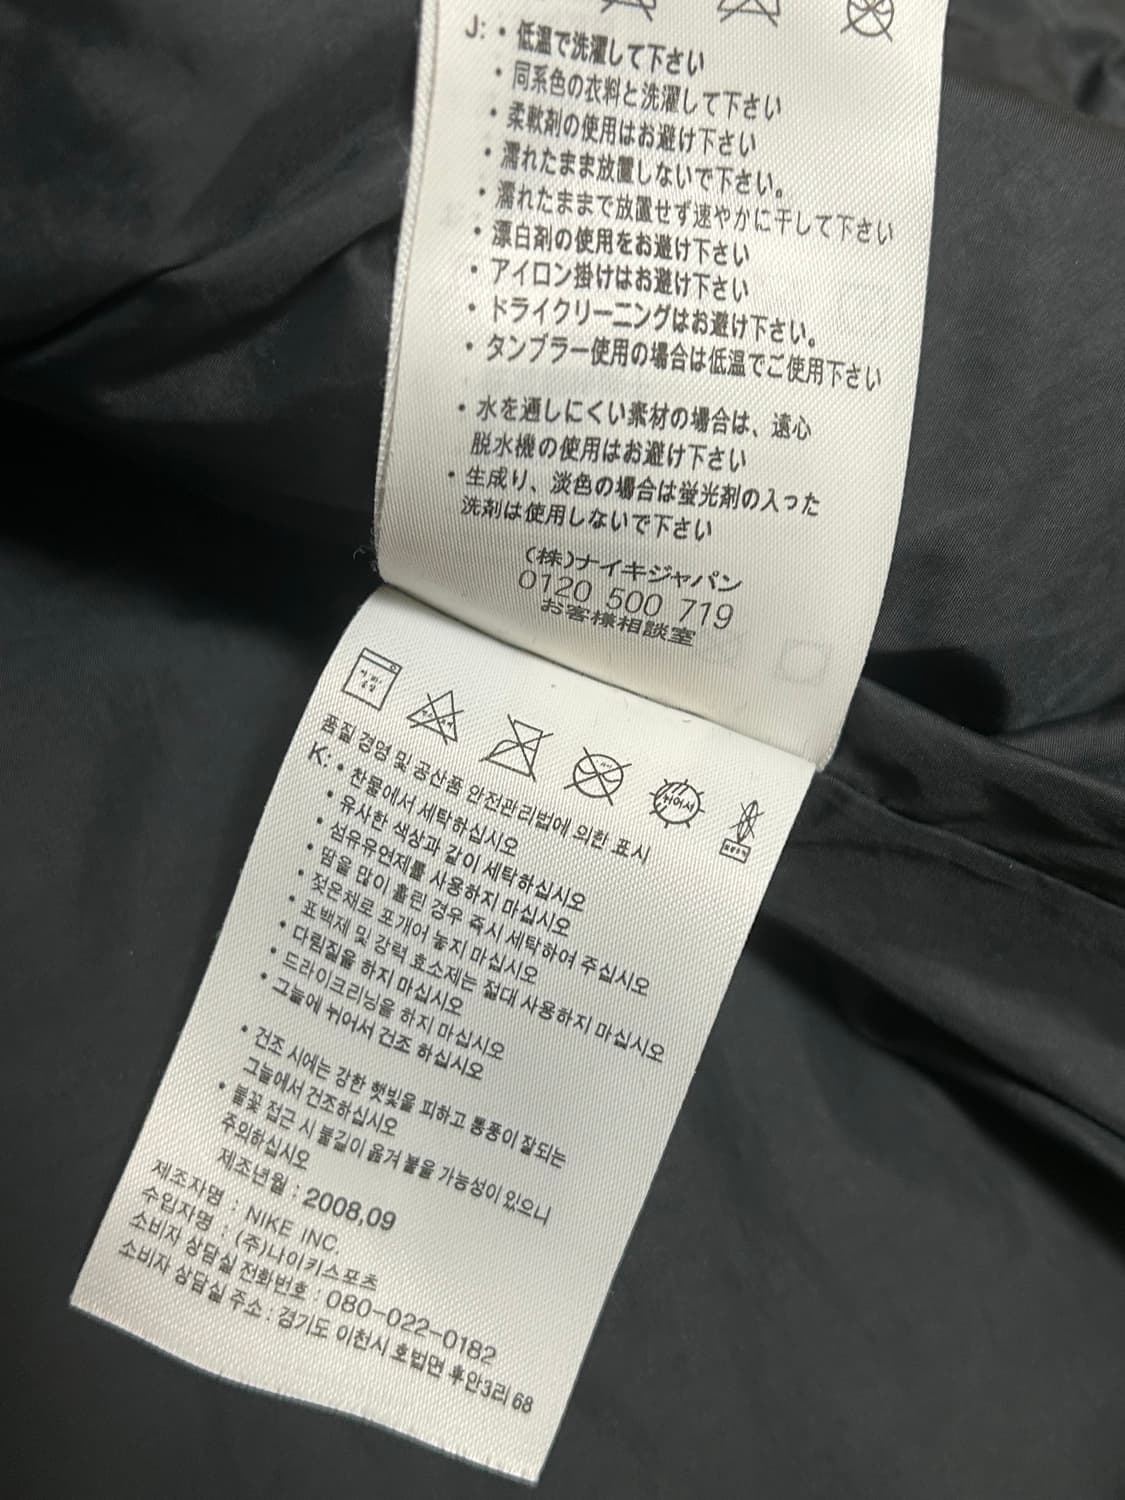 J: • 低温で洗濯して下さい
• 同系色の衣料と洗濯して下さい
• 柔軟剤の使用はお避け下さい
• 濡れたまま放置しないで下さい。
• 濡れたままで放置せず速やかに干して下さい
• 漂白剤の使用をお避け下さい
• アイロン掛けはお避け下さい
• ドライクリーニングはお避け下さい。
• タンブラー使用の場合は低温でご使用下さい
• 水を通しにくい素材の場合は、遠心
脱水機の使用はお避け下さい
• 生成り、淡色の場合は蛍光剤の入った
洗剤は使用しないで下さい
(株)ナイキジャパン
0120 500 719
お客様相談室
뉘어서
품질 경영 및 공산품 안전관리법에 의한 표시
K: • 찬물에서 세탁하십시오
• 유사한 색상과 같이 세탁하십시오
• 섬유유연제를 사용하지 마십시오
• 땀을 많이 흘린 경우 즉시 세탁하여 주십시오
• 젖은채로 포개어 놓지 마십시오
• 표백제 및 강력 효소제는 절대 사용하지 마십시오
• 다림질을 하지 마십시오
• 드라이크리닝을 하지 마십시오
• 그늘에 뉘어서 건조 하십시오
• 건조 시에는 강한 햇빛을 피하고 통풍이 잘되는
그늘에서 건조하십시오
• 불꽃 접근 시 불길이 옮겨 붙을 가능성이 있으니
주의하십시오
제조년월 : 2008,09
제조자명 : NIKE INC.
수입자명 : (주)나이키스포츠
소비자 상담실 전화번호 : 080-022-0182
소비자 상담실 주소 : 경기도 이천시 호법면 후안3리 68